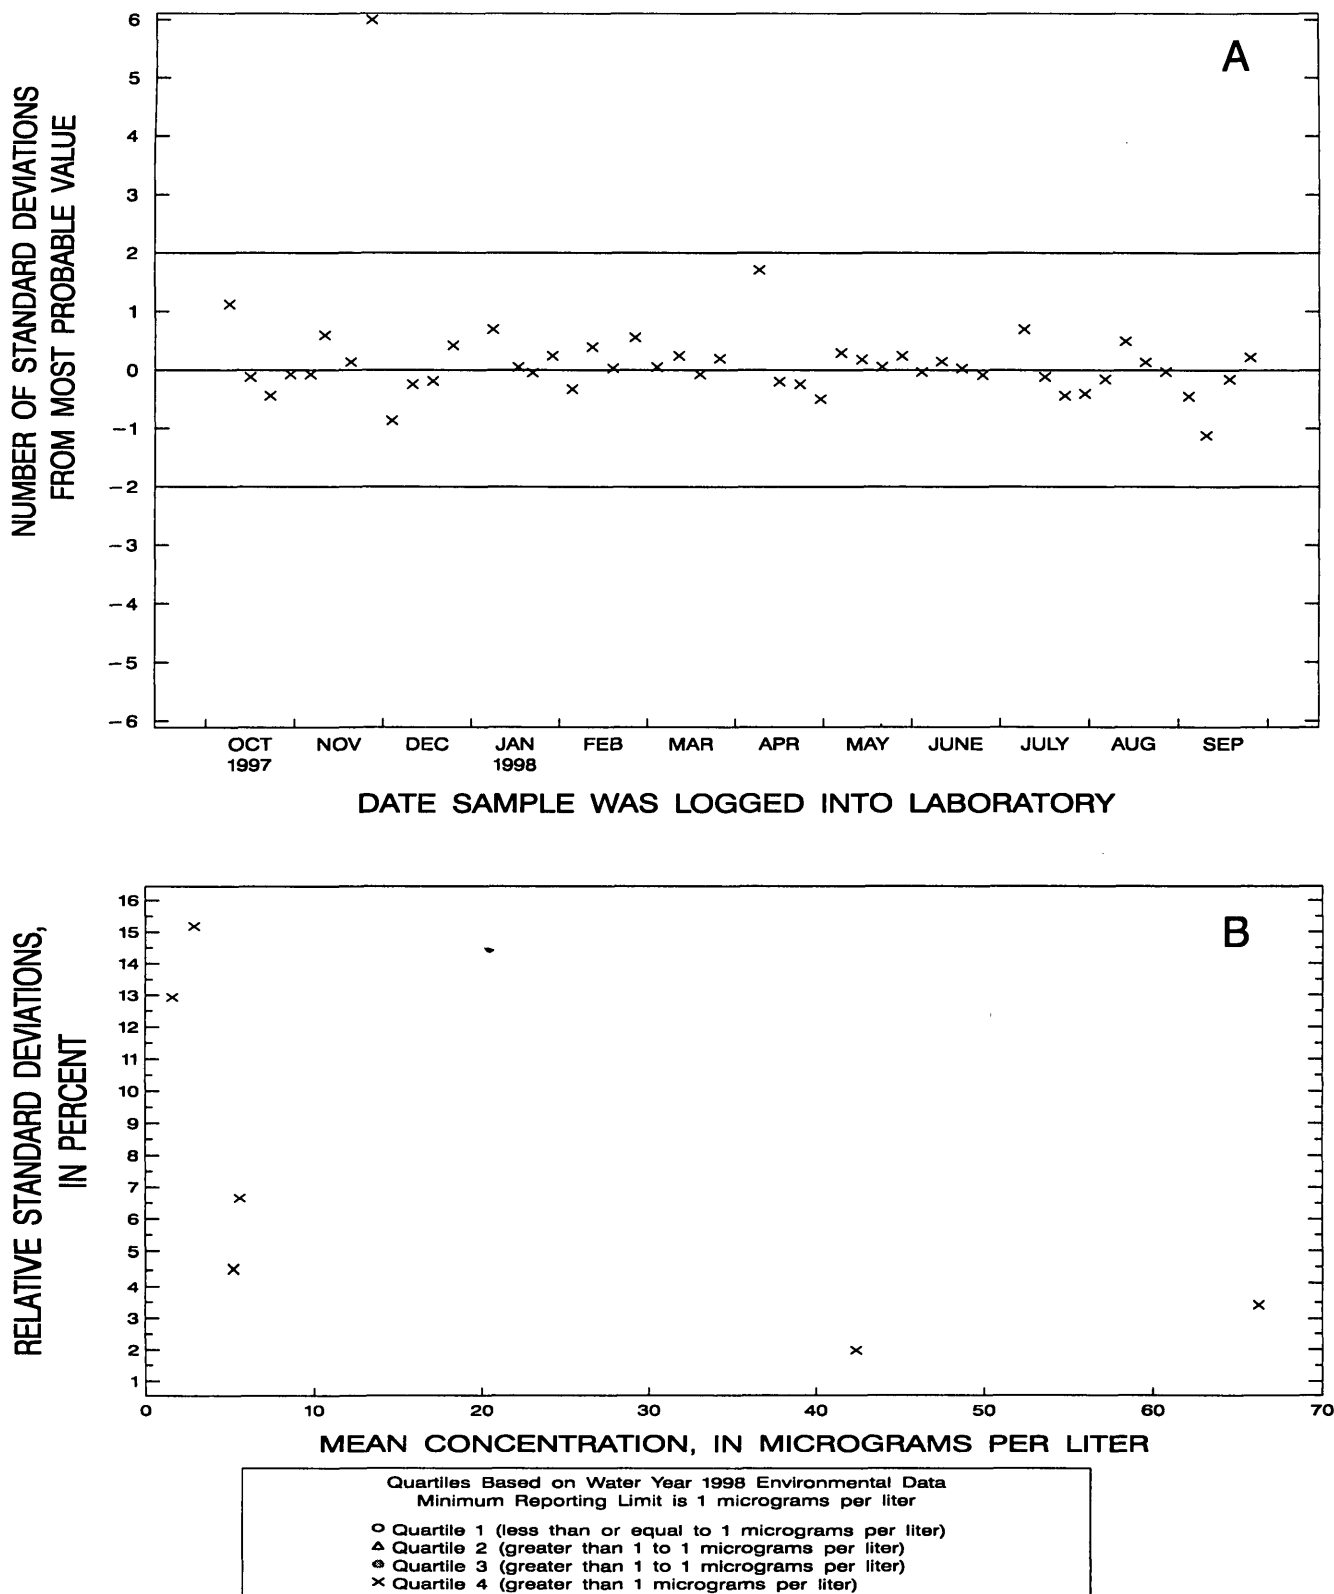 A
NUMBER OF STANDARD DEVIATIONS
FROM MOST PROBABLE VALUE
6
5
4
3
2
1
0
−1
−2
−3
−4
−5
−6
OCT NOV DEC JAN FEB MAR APR MAY JUNE JULY AUG SEP
1997 1998
DATE SAMPLE WAS LOGGED INTO LABORATORY
B
RELATIVE STANDARD DEVIATIONS,
IN PERCENT
16
15
14
13
12
11
10
9
8
7
6
5
4
3
2
1
0 10 20 30 40 50 60 70
MEAN CONCENTRATION, IN MICROGRAMS PER LITER
Quartiles Based on Water Year 1998 Environmental Data
Minimum Reporting Limit is 1 micrograms per liter
Quartile 1 (less than or equal to 1 micrograms per liter)
Quartile 2 (greater than 1 to 1 micrograms per liter)
Quartile 3 (greater than 1 to 1 micrograms per liter)
Quartile 4 (greater than 1 micrograms per liter)